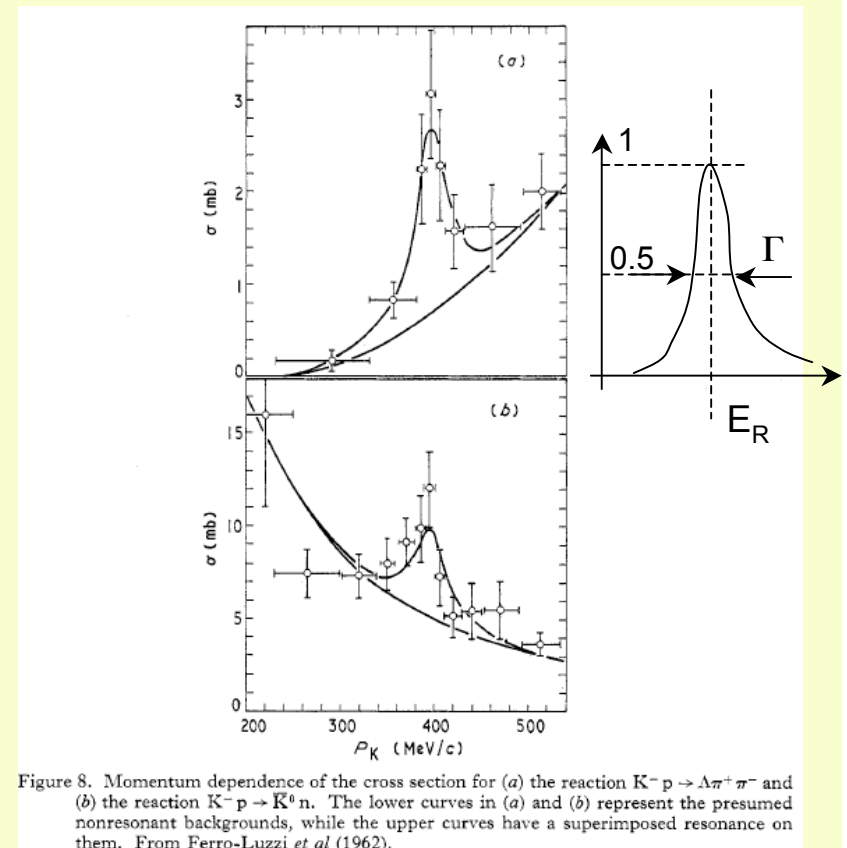 (a)
3
2
1
0
σ (mb)
1
0.5
Γ
E_R
(b)
15
10
5
0
σ (mb)
200 300 400 500
P_K (MeV/c)
Figure 8. Momentum dependence of the cross section for (a) the reaction K⁻ p → Λπ⁺ π⁻ and
(b) the reaction K⁻ p → K̄⁰ n. The lower curves in (a) and (b) represent the presumed
nonresonant backgrounds, while the upper curves have a superimposed resonance on
them. From Ferro-Luzzi et al (1962).